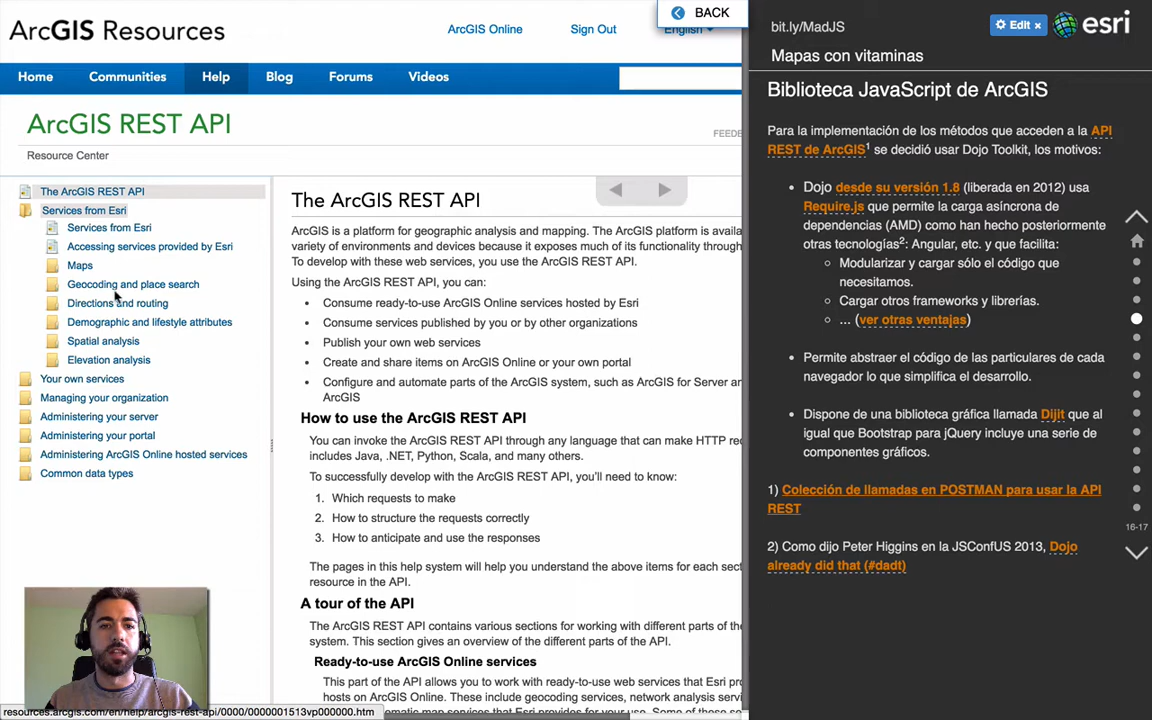 ArcGIS Resources
ArcGIS Online
Sign Out
English
BACK
Home
Communities
Help
Blog
Forums
Videos
ArcGIS REST API
Resource Center
FEEDB
The ArcGIS REST API
Services from Esri
Services from Esri
Accessing services provided by Esri
Maps
Geocoding and place search
Directions and routing
Demographic and lifestyle attributes
Spatial analysis
Elevation analysis
Your own services
Managing your organization
Administering your server
Administering your portal
Administering ArcGIS Online hosted services
Common data types
The ArcGIS REST API
ArcGIS is a platform for geographic analysis and mapping. The ArcGIS platform is availa
variety of environments and devices because it exposes much of its functionality through
To develop with these web services, you use the ArcGIS REST API.
Using the ArcGIS REST API, you can:
• Consume ready-to-use ArcGIS Online services hosted by Esri
• Consume services published by you or by other organizations
• Publish your own web services
• Create and share items on ArcGIS Online or your own portal
• Configure and automate parts of the ArcGIS system, such as ArcGIS for Server an
ArcGIS
How to use the ArcGIS REST API
You can invoke the ArcGIS REST API through any language that can make HTTP rec
includes Java, .NET, Python, Scala, and many others.
To successfully develop with the ArcGIS REST API, you'll need to know:
1. Which requests to make
2. How to structure the requests correctly
3. How to anticipate and use the responses
The pages in this help system will help you understand the above items for each sect
resource in the API.
A tour of the API
The ArcGIS REST API contains various sections for working with different parts of the
system. This section gives an overview of the different parts of the API.
Ready-to-use ArcGIS Online services
This part of the API allows you to work with ready-to-use web services that Esri pro
hosts on ArcGIS Online. These include geocoding services, network analysis servi
resources.arcgis.com/en/help/arcgis-rest-api/0000/0000001513vp000000.htm
bit.ly/MadJS
Edit ×
esri
Mapas con vitaminas
Biblioteca JavaScript de ArcGIS
Para la implementación de los métodos que acceden a la API
REST de ArcGIS¹ se decidió usar Dojo Toolkit, los motivos:
• Dojo desde su versión 1.8 (liberada en 2012) usa
Require.js que permite la carga asíncrona de
dependencias (AMD) como han hecho posteriormente
otras tecnologías²: Angular, etc. y que facilita:
○ Modularizar y cargar sólo el código que
necesitamos.
○ Cargar otros frameworks y librerías.
○ ... (ver otras ventajas)
• Permite abstraer el código de las particulares de cada
navegador lo que simplifica el desarrollo.
• Dispone de una biblioteca gráfica llamada Dijit que al
igual que Bootstrap para jQuery incluye una serie de
componentes gráficos.
1) Colección de llamadas en POSTMAN para usar la API
REST
2) Como dijo Peter Higgins en la JSConfUS 2013, Dojo
already did that (#dadt)
16-17